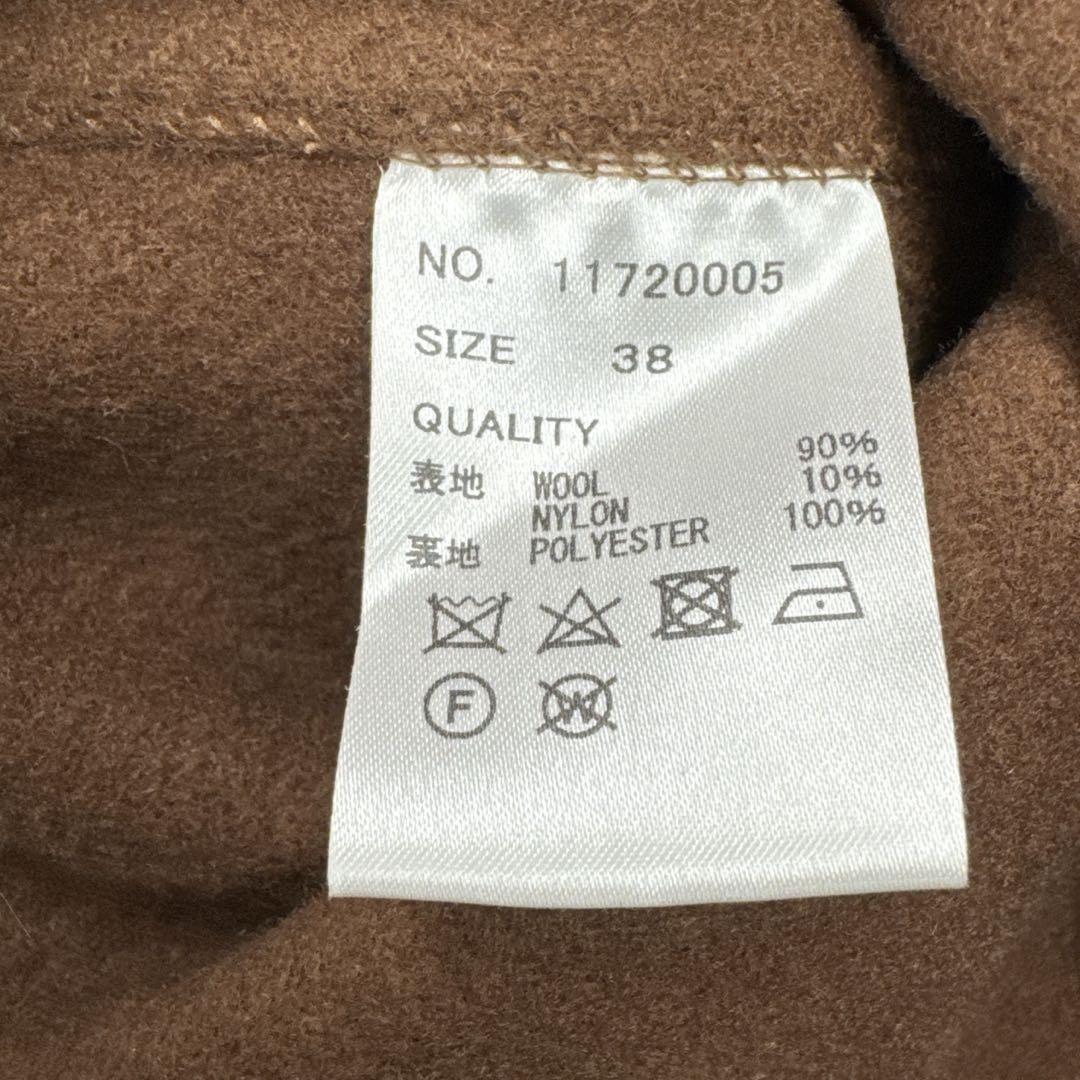 NO. 11720005
SIZE 38
QUALITY
表地 WOOL 90%
NYLON 10%
裏地 POLYESTER 100%
F W